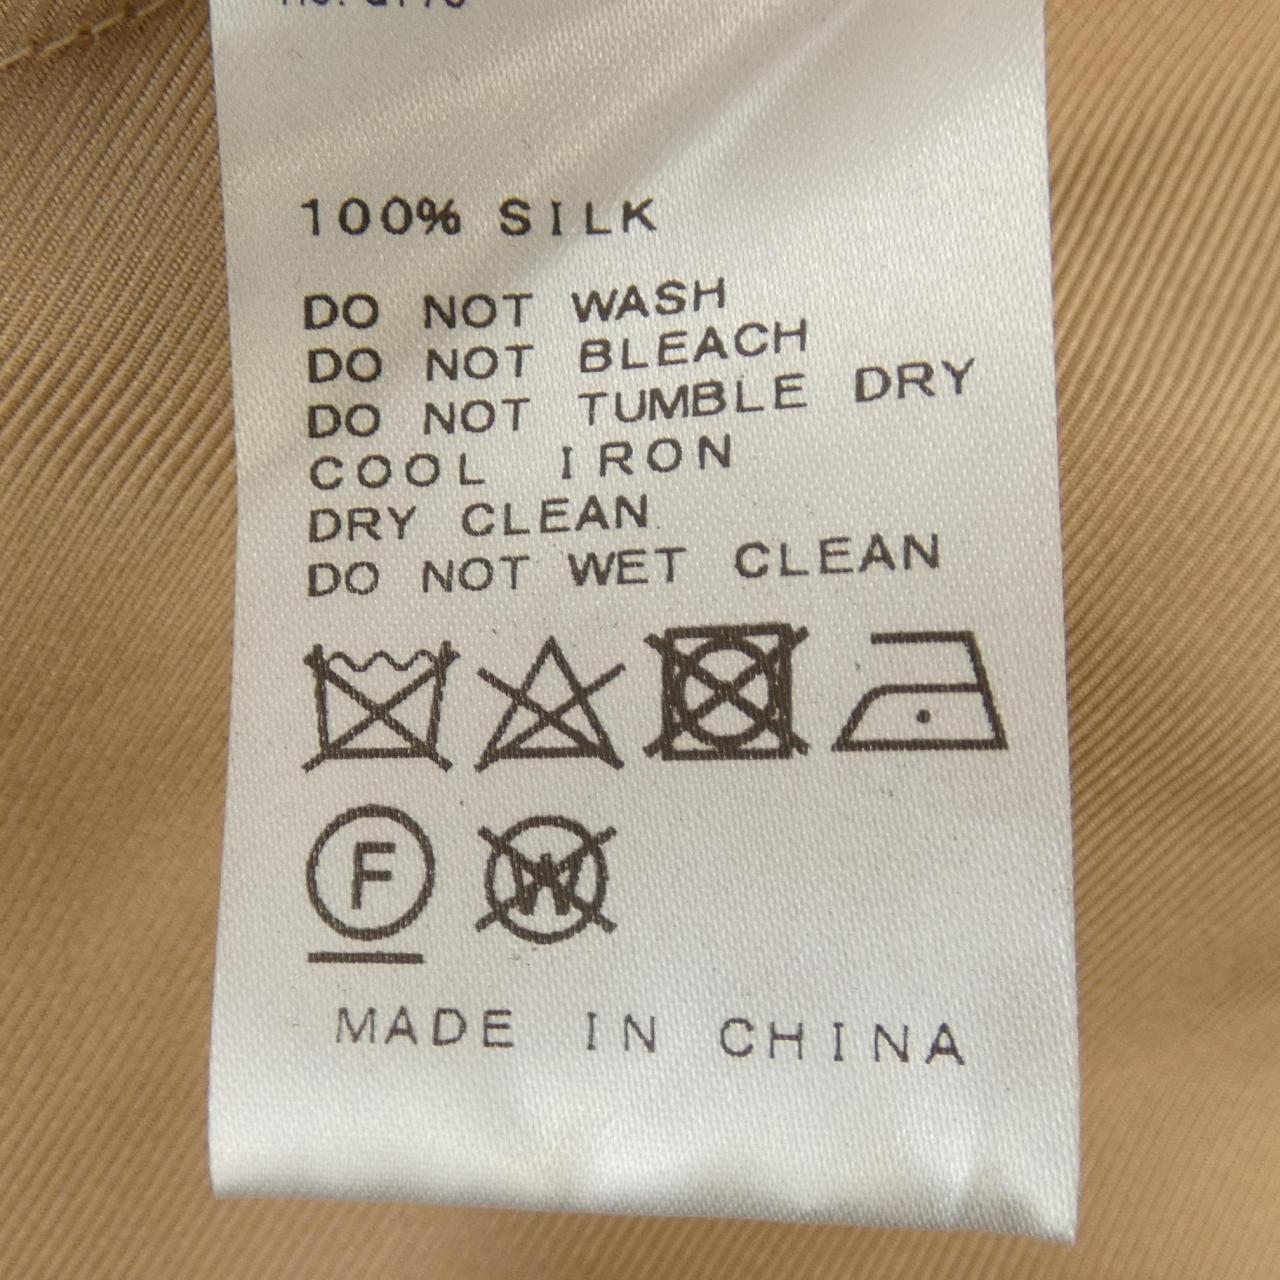 100% SILK
DO NOT WASH
DO NOT BLEACH
DO NOT TUMBLE DRY
COOL IRON
DRY CLEAN
DO NOT WET CLEAN
F
W
MADE IN CHINA